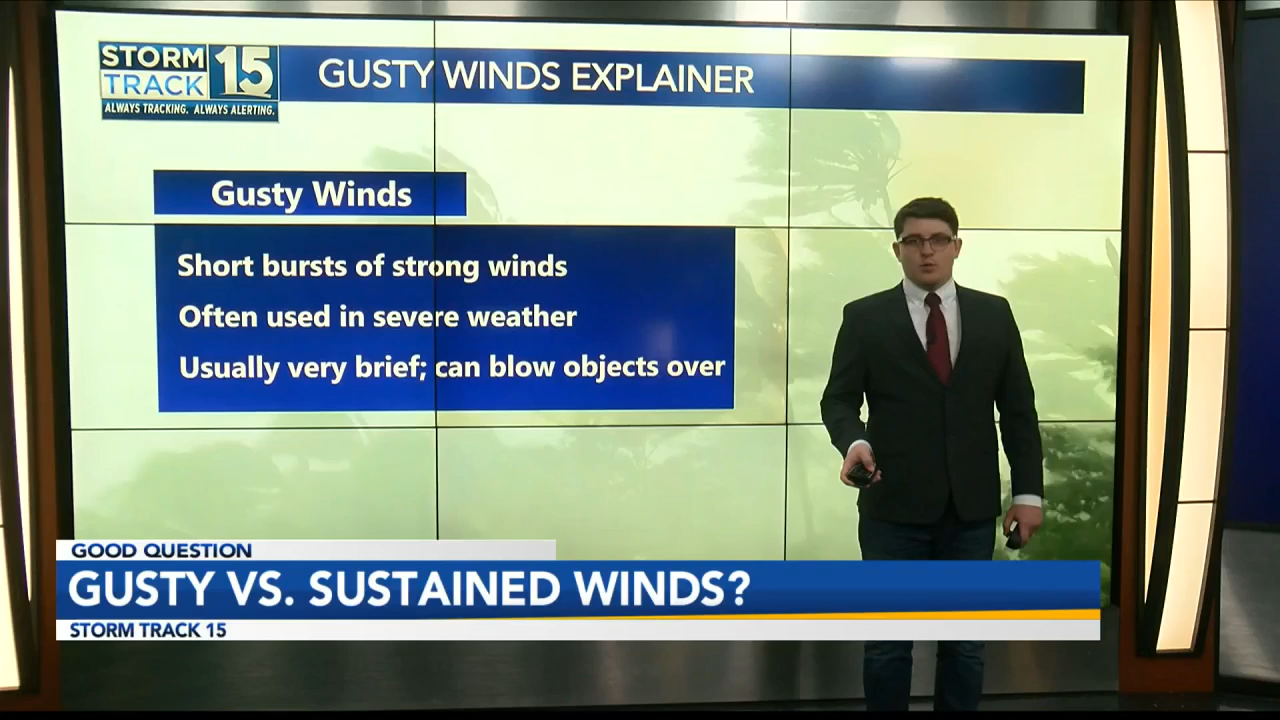 STORM
TRACK
15
ALWAYS TRACKING. ALWAYS ALERTING.
GUSTY WINDS EXPLAINER
Gusty Winds
Short bursts of strong winds
Often used in severe weather
Usually very brief; can blow objects over
GOOD QUESTION
GUSTY VS. SUSTAINED WINDS?
STORM TRACK 15